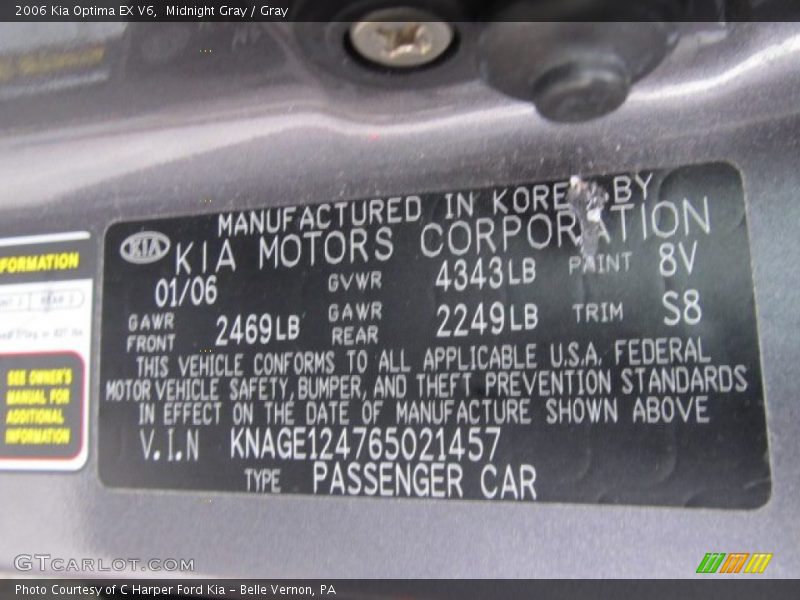 2006 Kia Optima EX V6,  Midnight Gray / Gray
MANUFACTURED IN KOREA BY
KIA KIA MOTORS CORPORATION
01/06 GVWR 4343LB PAINT 8V
GAWR FRONT 2469LB GAWR REAR 2249LB TRIM S8
THIS VEHICLE CONFORMS TO ALL APPLICABLE U.S.A. FEDERAL
MOTOR VEHICLE SAFETY, BUMPER, AND THEFT PREVENTION STANDARDS
IN EFFECT ON THE DATE OF MANUFACTURE SHOWN ABOVE
V.I.N KNAGE124765021457
TYPE PASSENGER CAR
FORMATION
SEE OWNER'S
MANUAL FOR
ADDITIONAL
INFORMATION
GTCARLOT.COM
Photo Courtesy of C Harper Ford Kia – Belle Vernon, PA